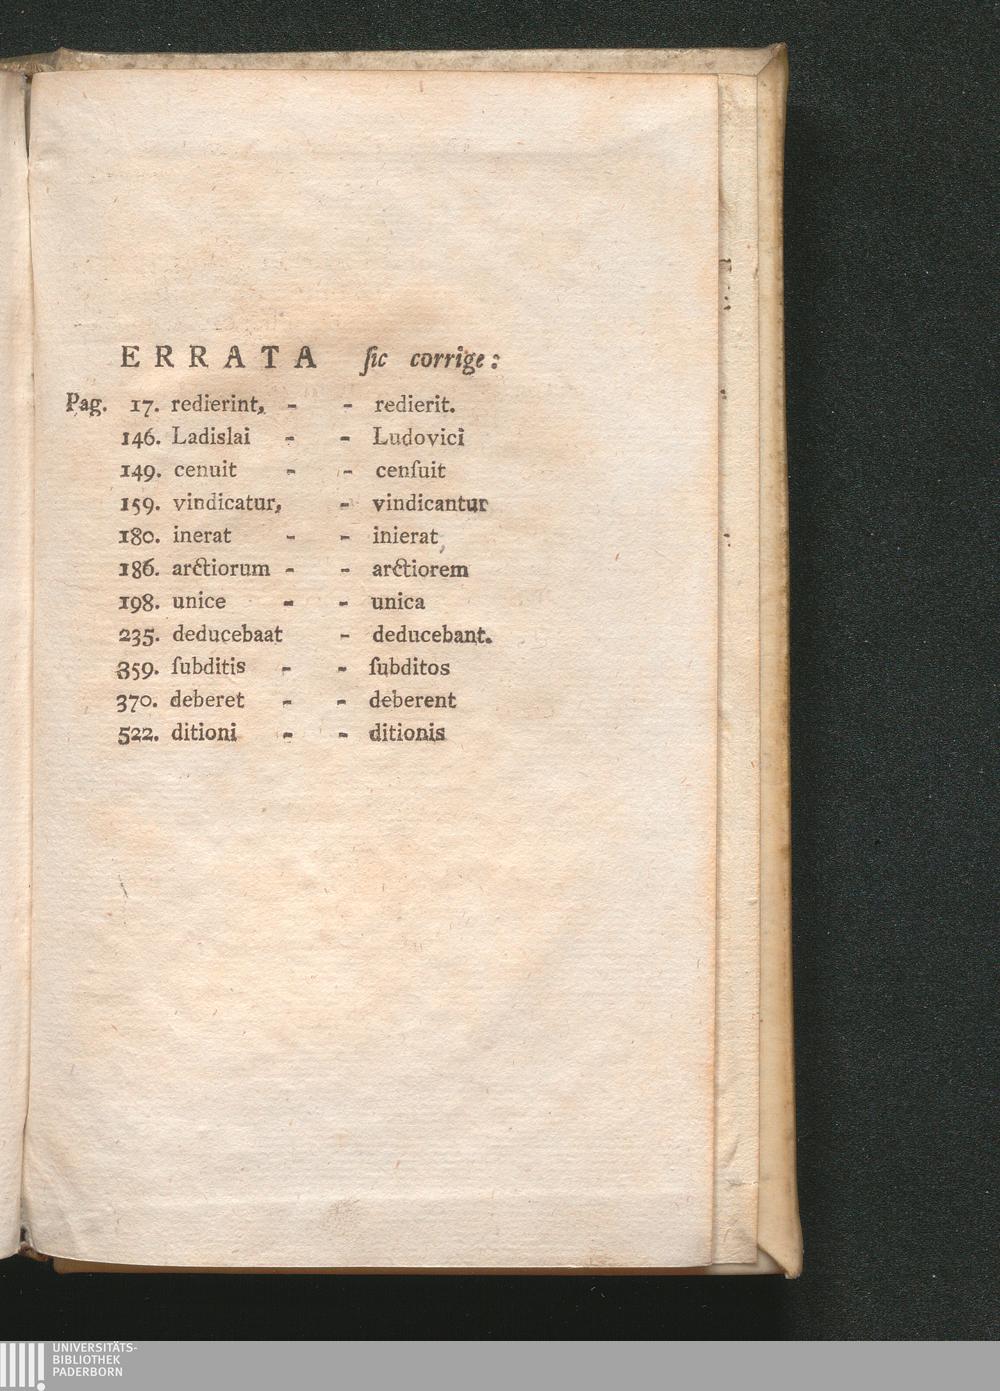 ERRATA ſic corrige:
Pag. 17. redierint, - - redierit.
146. Ladislai - - Ludovici
149. cenuit - - cenſuit
159. vindicatur, - vindicantur
180. inerat - - inierat
186. arctiorum - - arctiorem
198. unice - - unica
235. deducebaat - deducebant.
359. ſubditis - - ſubditos
370. deberet - - deberent
522. ditioni - - ditionis
UNIVERSITÄTS-
BIBLIOTHEK
PADERBORN